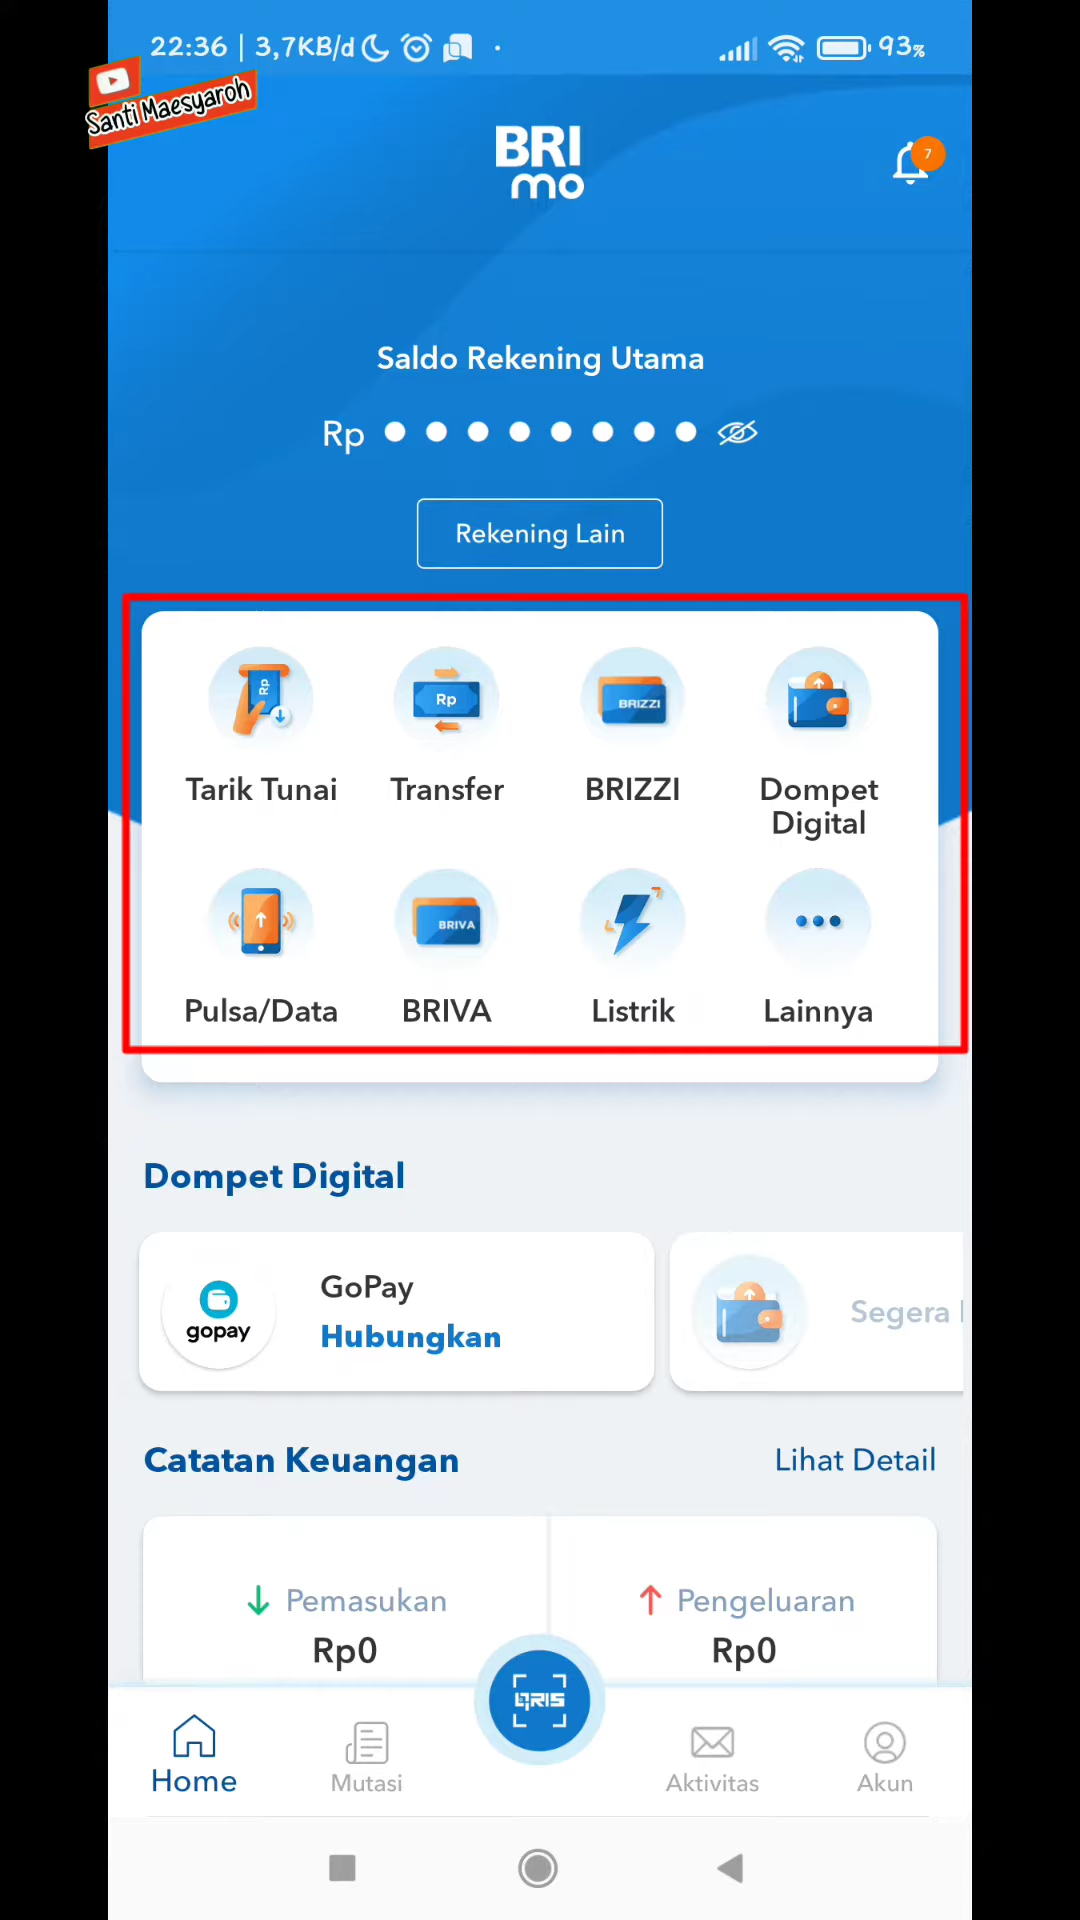 22:36 | 3,7KB/d
93%
Santi Maesyaroh
BRI
mo
7
Saldo Rekening Utama
Rp
Rekening Lain
Rp
Rp
BRIZZI
Tarik Tunai
Transfer
BRIZZI
Dompet
Digital
BRIVA
Pulsa/Data
BRIVA
Listrik
Lainnya
Dompet Digital
gopay
GoPay
Hubungkan
Segera
Catatan Keuangan
Lihat Detail
Pemasukan
Rp0
Pengeluaran
Rp0
QRIS
Home
Mutasi
Aktivitas
Akun